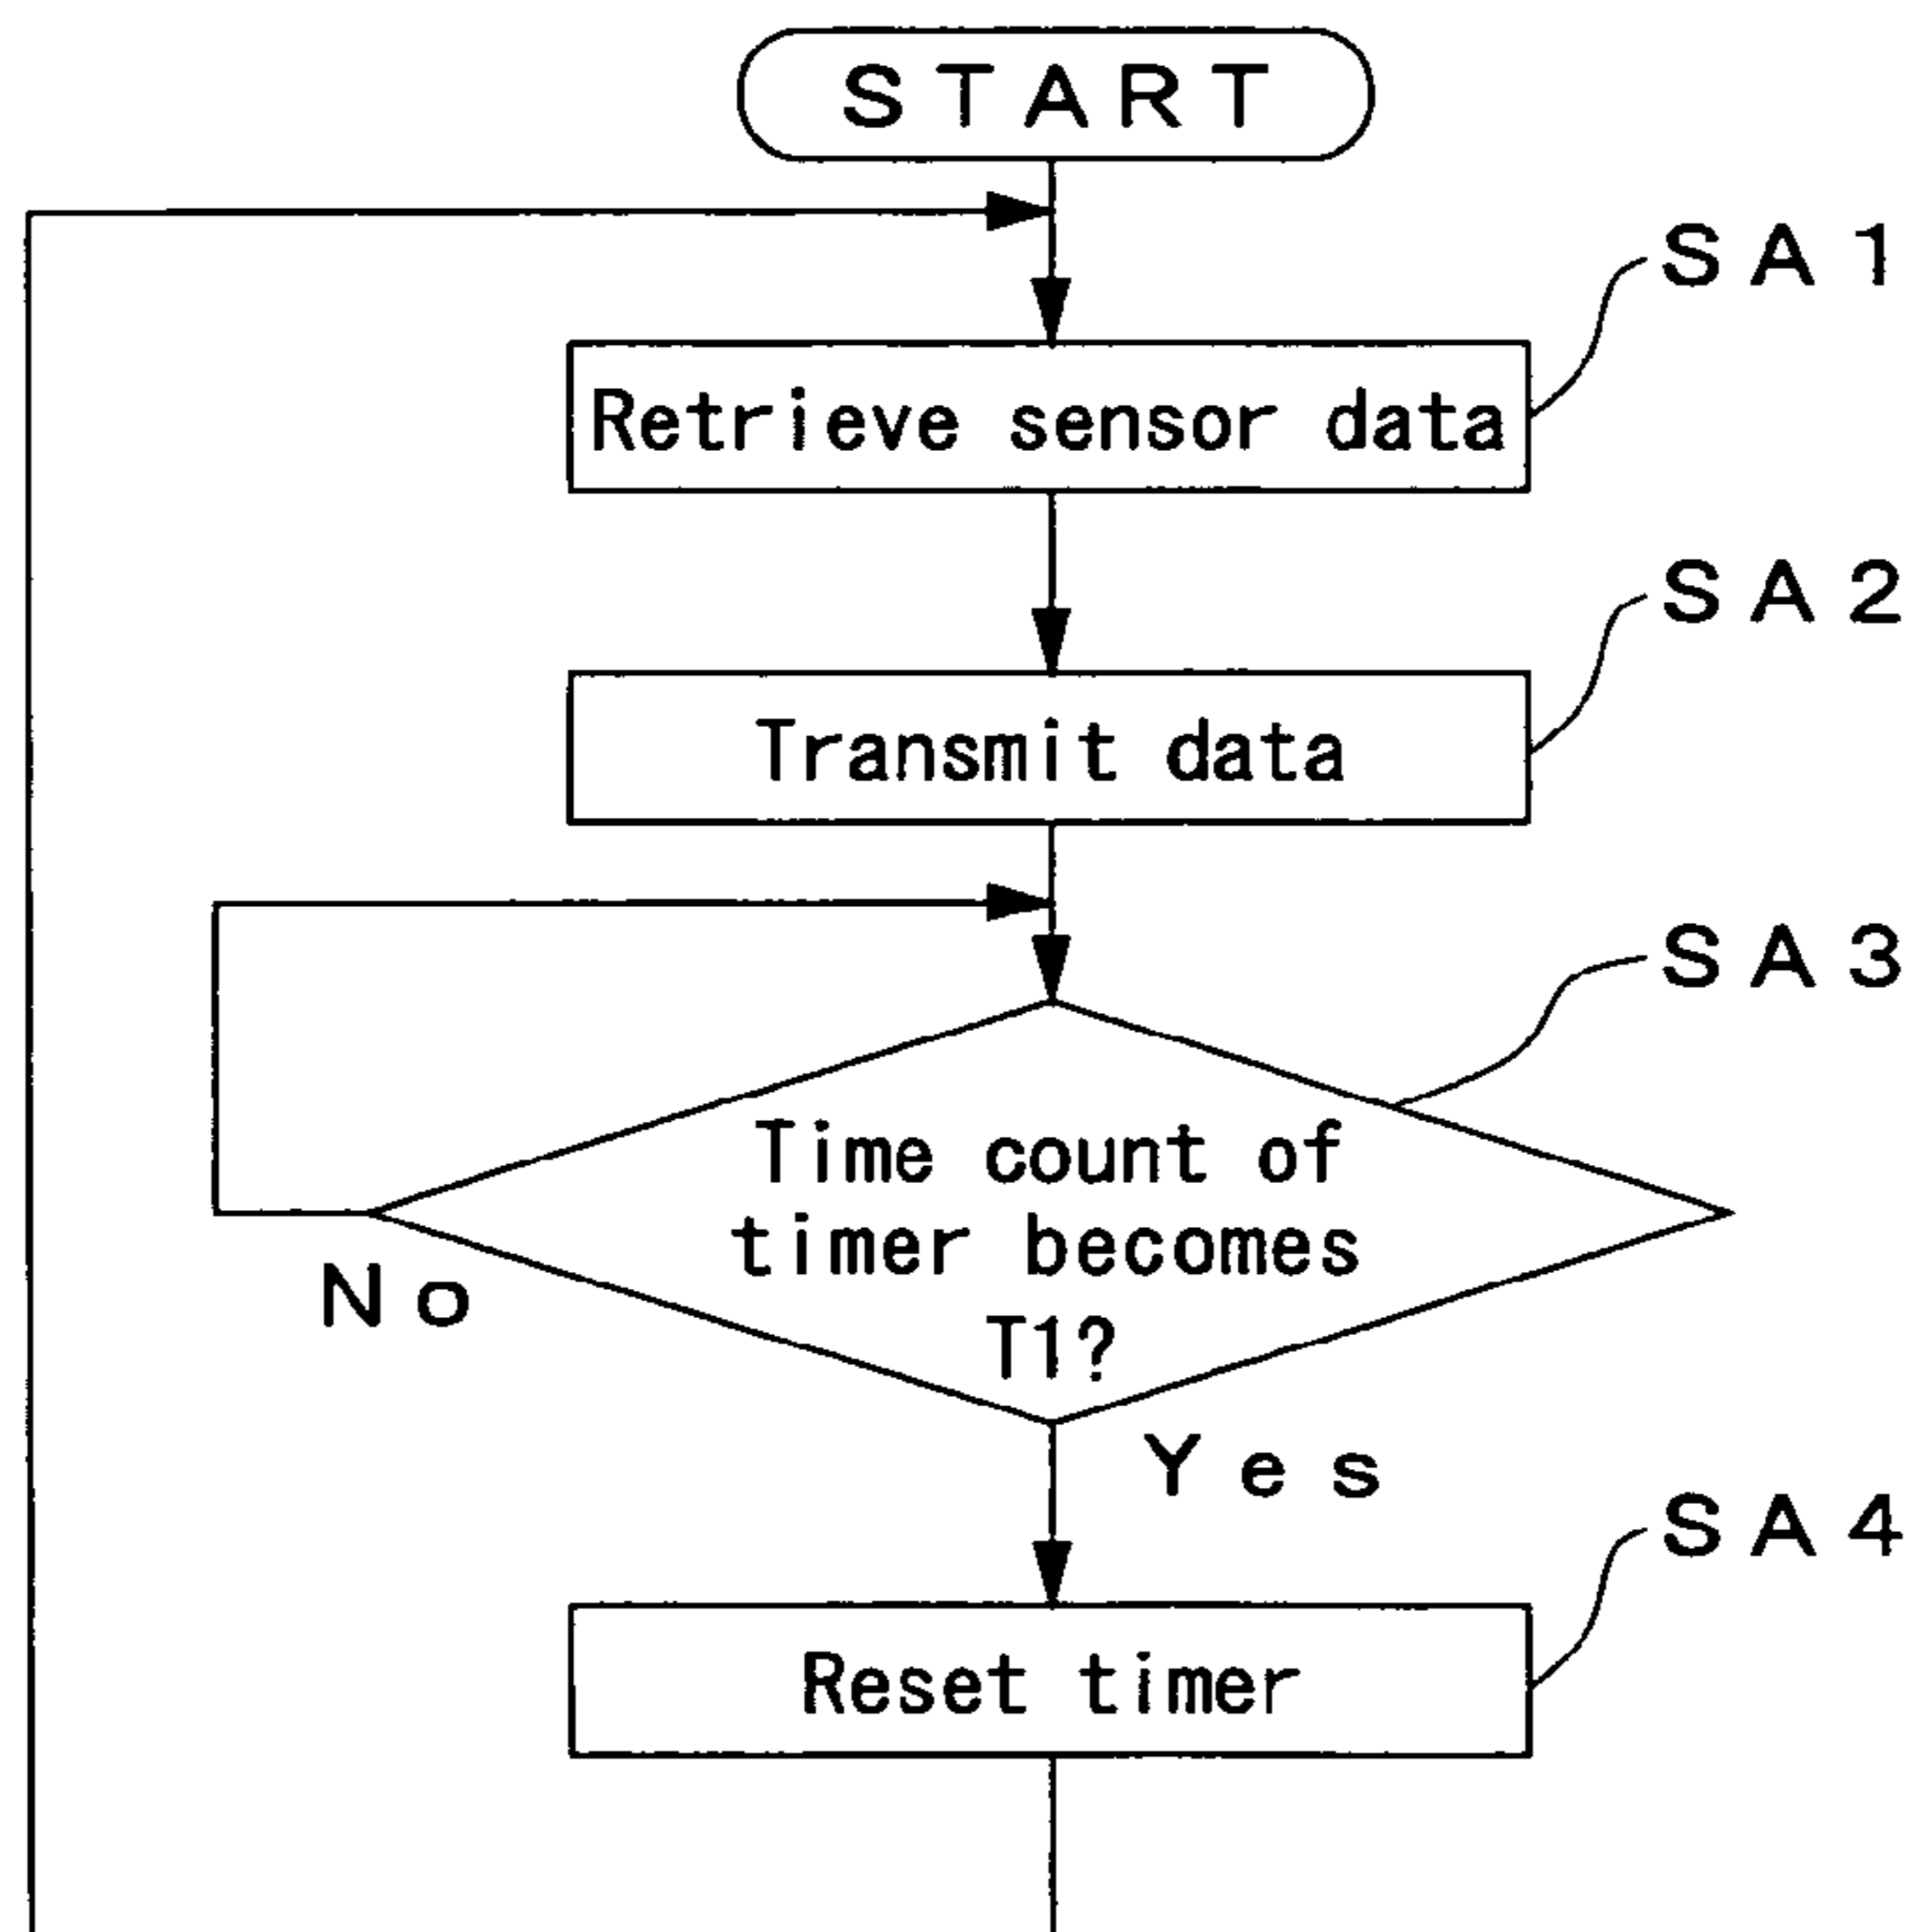 START
SA1
Retrieve sensor data
SA2
Transmit data
SA3
Time count of
timer becomes
T1?
No
Yes
SA4
Reset timer